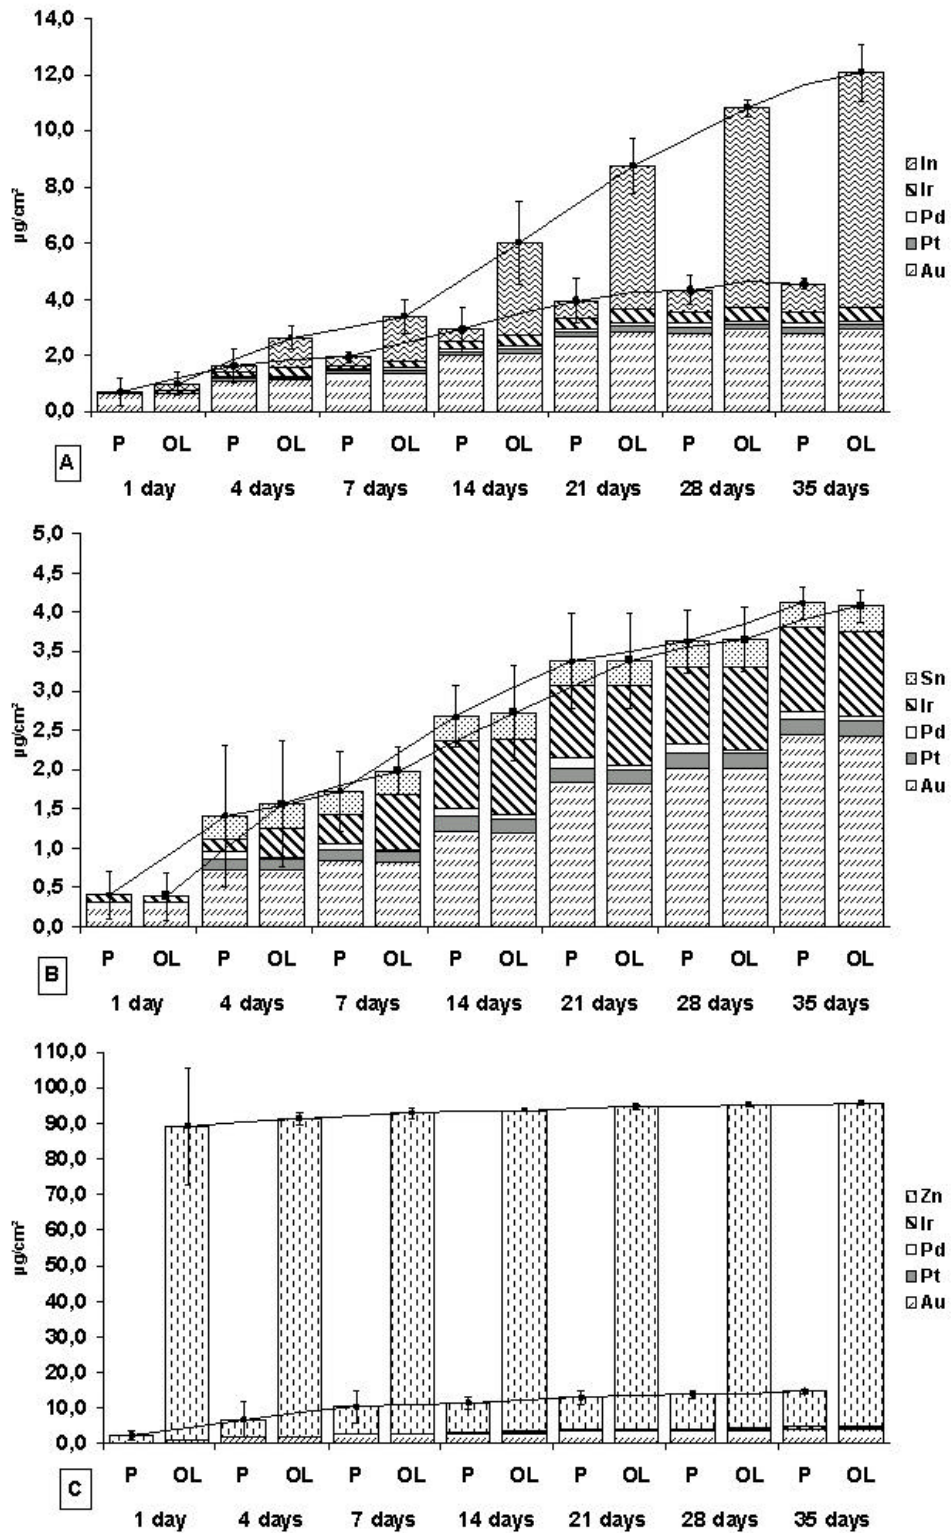 14,0
12,0
10,0
8,0
6,0
4,0
2,0
0,0
µg/cm²
In
Ir
Pd
Pt
Au
P OL P OL P OL P OL P OL P OL P OL
A
1 day 4 days 7 days 14 days 21 days 28 days 35 days
5,0
4,5
4,0
3,5
3,0
2,5
2,0
1,5
1,0
0,5
0,0
µg/cm²
Sn
Ir
Pd
Pt
Au
P OL P OL P OL P OL P OL P OL P OL
B
1 day 4 days 7 days 14 days 21 days 28 days 35 days
110,0
100,0
90,0
80,0
70,0
60,0
50,0
40,0
30,0
20,0
10,0
0,0
µg/cm²
Zn
Ir
Pd
Pt
Au
P OL P OL P OL P OL P OL P OL P OL
C
1 day 4 days 7 days 14 days 21 days 28 days 35 days